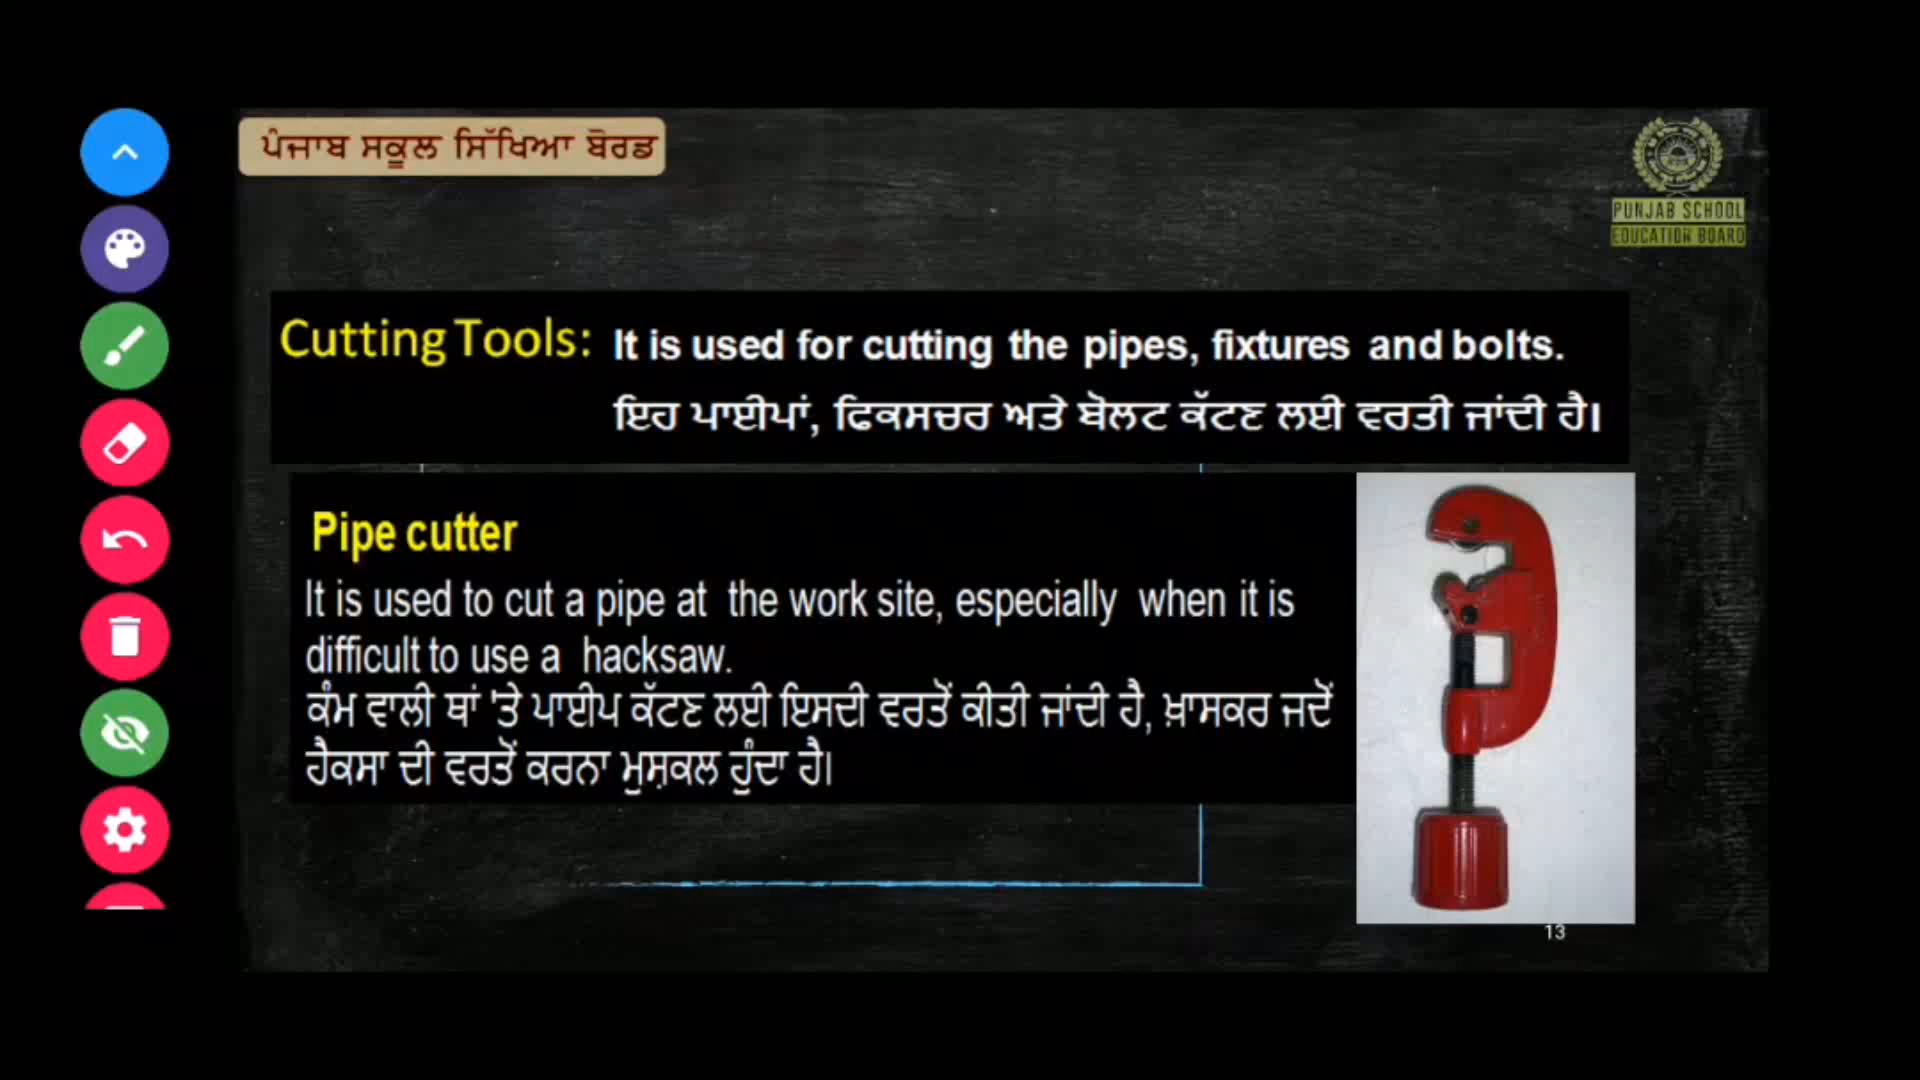 ਪੰਜਾਬ ਸਕੂਲ ਸਿੱਖਿਆ ਬੋਰਡ
PUNJAB SCHOOL
EDUCATION BOARD
Cutting Tools: It is used for cutting the pipes, fixtures and bolts.
ਇਹ ਪਾਈਪਾਂ, ਫਿਕਸਚਰ ਅਤੇ ਬੋਲਟ ਕੱਟਣ ਲਈ ਵਰਤੀ ਜਾਂਦੀ ਹੈ।
Pipe cutter
It is used to cut a pipe at the work site, especially when it is
difficult to use a hacksaw.
ਕੰਮ ਵਾਲੀ ਥਾਂ 'ਤੇ ਪਾਈਪ ਕੱਟਣ ਲਈ ਇਸਦੀ ਵਰਤੋਂ ਕੀਤੀ ਜਾਂਦੀ ਹੈ, ਖ਼ਾਸਕਰ ਜਦੋਂ
ਹੈਕਸਾ ਦੀ ਵਰਤੋਂ ਕਰਨਾ ਮੁਸ਼ਕਲ ਹੁੰਦਾ ਹੈ।
13